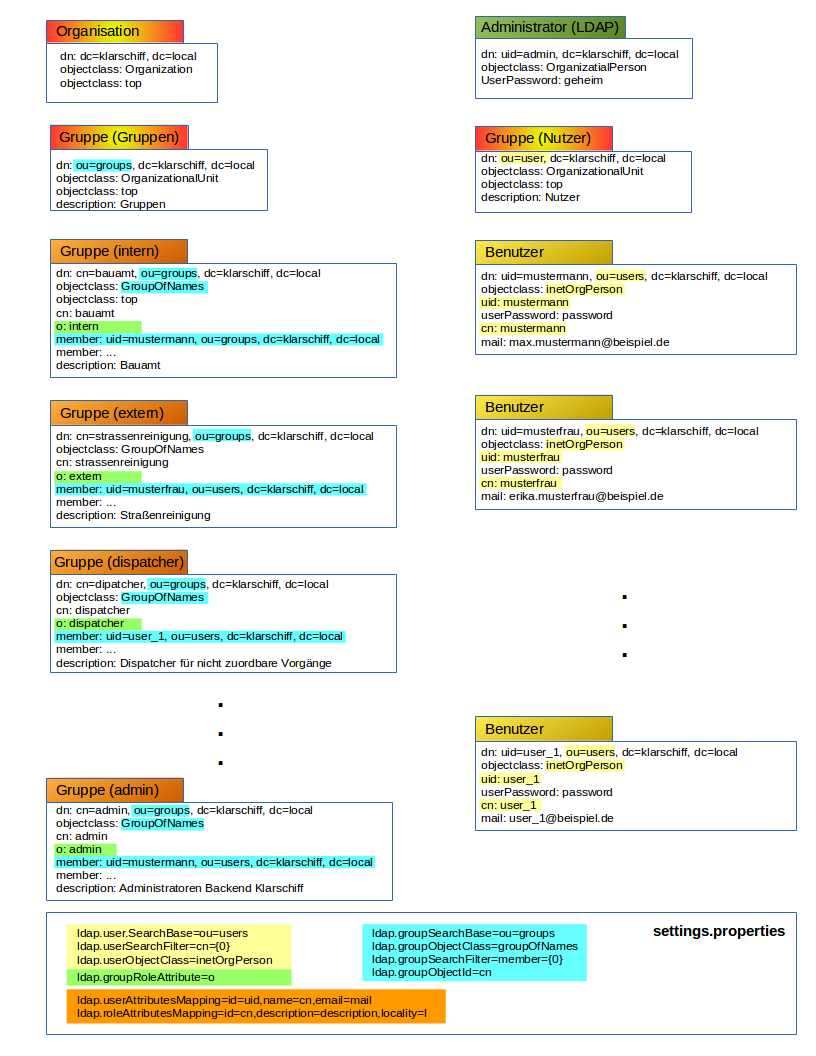 Organisation
dn: dc=klarschiff, dc=local
objectclass: Organization
objectclass: top
Administrator (LDAP)
dn: uid=admin, dc=klarschiff, dc=local
objectclass: OrganizatialPerson
UserPassword: geheim
Gruppe (Gruppen)
dn: ou=groups, dc=klarschiff, dc=local
objectclass: OrganizationalUnit
objectclass: top
description: Gruppen
Gruppe (Nutzer)
dn: ou=user, dc=klarschiff, dc=local
objectclass: OrganizationalUnit
objectclass: top
description: Nutzer
Gruppe (intern)
dn: cn=bauamt, ou=groups, dc=klarschiff, dc=local
objectclass: GroupOfNames
objectclass: top
cn: bauamt
o: intern
member: uid=mustermann, ou=groups, dc=klarschiff, dc=local
member: ...
description: Bauamt
Benutzer
dn: uid=mustermann, ou=users, dc=klarschiff, dc=local
objectclass: inetOrgPerson
uid: mustermann
userPassword: password
cn: mustermann
mail: max.mustermann@beispiel.de
Gruppe (extern)
dn: cn=strassenreinigung, ou=groups, dc=klarschiff, dc=local
objectclass: GroupOfNames
cn: strassenreinigung
o: extern
member: uid=musterfrau, ou=users, dc=klarschiff, dc=local
member: ...
description: Straßenreinigung
Benutzer
dn: uid=musterfrau, ou=users, dc=klarschiff, dc=local
objectclass: inetOrgPerson
uid: musterfrau
userPassword: password
cn: musterfrau
mail: erika.musterfrau@beispiel.de
Gruppe (dispatcher)
dn: cn=dipatcher, ou=groups, dc=klarschiff, dc=local
objectclass: GroupOfNames
cn: dispatcher
o: dispatcher
member: uid=user_1, ou=users, dc=klarschiff, dc=local
member: ...
description: Dispatcher für nicht zuordbare Vorgänge
.
.
.
.
.
.
Benutzer
dn: uid=user_1, ou=users, dc=klarschiff, dc=local
objectclass: inetOrgPerson
uid: user_1
userPassword: password
cn: user_1
mail: user_1@beispiel.de
Gruppe (admin)
dn: cn=admin, ou=groups, dc=klarschiff, dc=local
objectclass: GroupOfNames
cn: admin
o: admin
member: uid=mustermann, ou=users, dc=klarschiff, dc=local
member: ...
description: Administratoren Backend Klarschiff
settings.properties
ldap.user.SearchBase=ou=users
ldap.userSearchFilter=cn={0}
ldap.userObjectClass=inetOrgPerson
ldap.groupRoleAttribute=o
ldap.groupSearchBase=ou=groups
ldap.groupObjectClass=groupOfNames
ldap.groupSearchFilter=member={0}
ldap.groupObjectId=cn
ldap.userAttributesMapping=id=uid,name=cn,email=mail
ldap.roleAttributesMapping=id=cn,description=description,locality=l